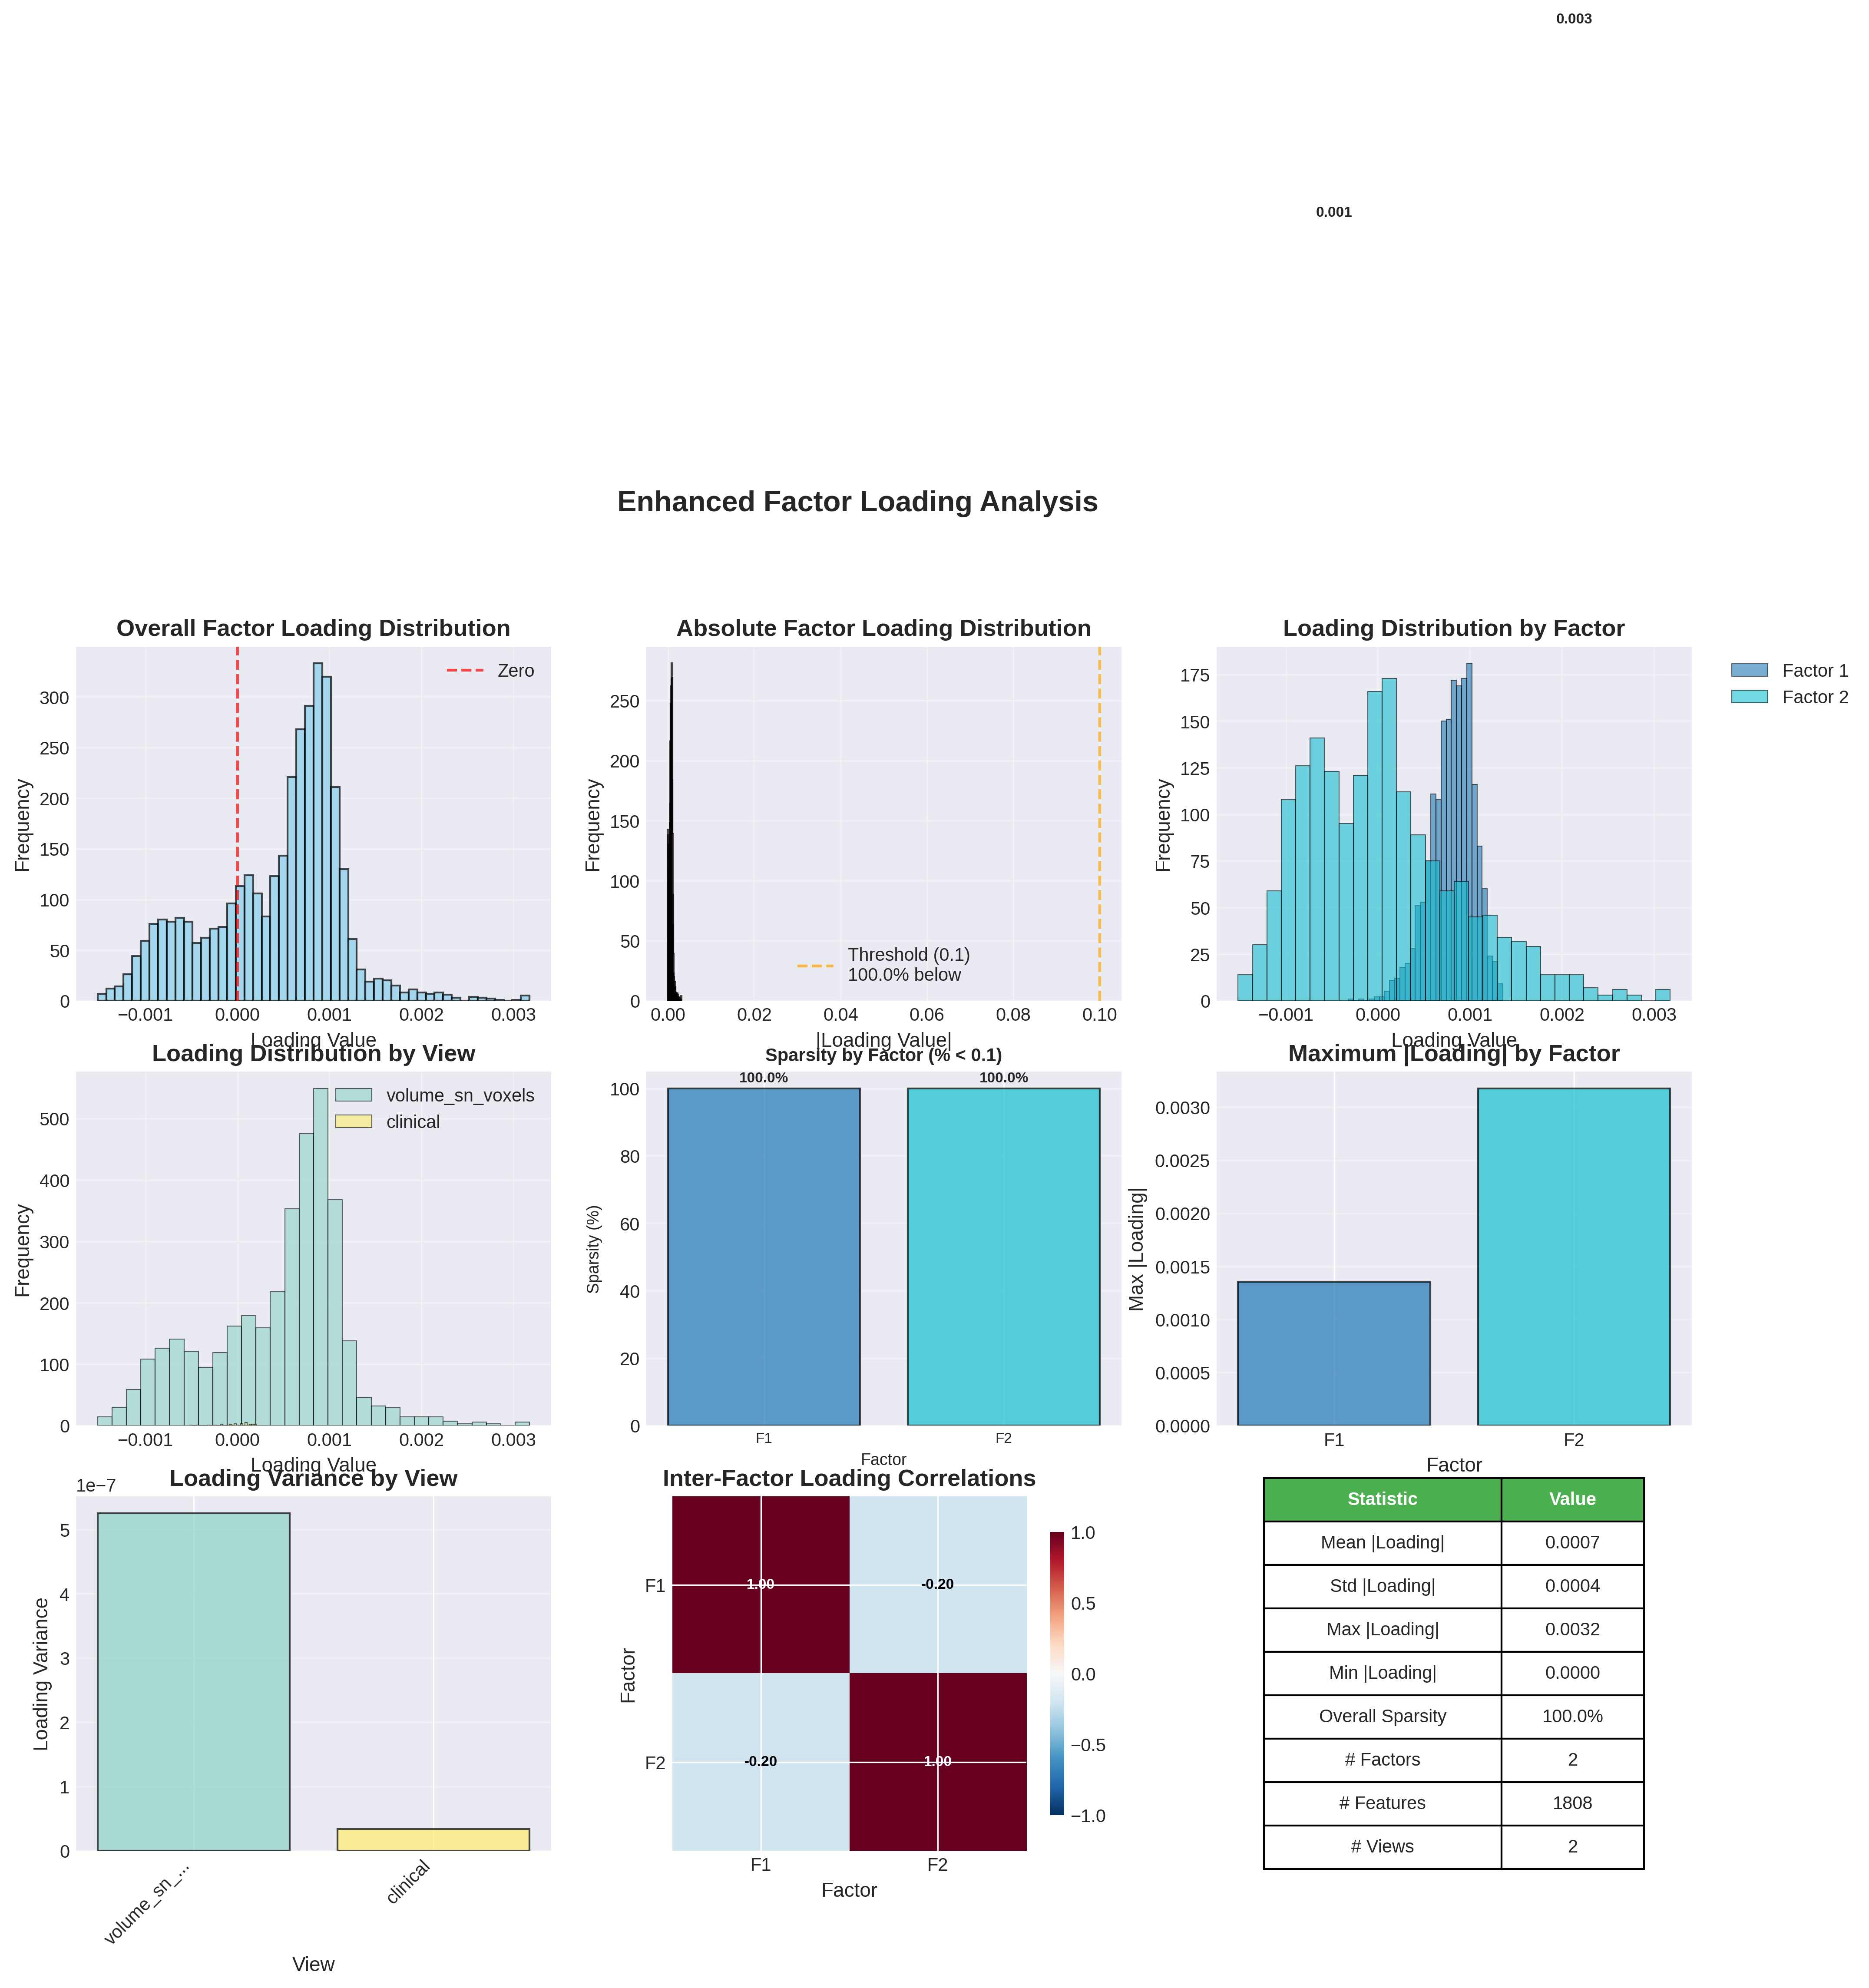 0.003
0.001
Enhanced Factor Loading Analysis
Overall Factor Loading Distribution
Frequency
300
250
200
150
100
50
0
−0.001
0.000
0.001
0.002
0.003
Loading Value
Zero
Absolute Factor Loading Distribution
Frequency
250
200
150
100
50
0
0.00
0.02
0.04
0.06
0.08
0.10
|Loading Value|
Threshold (0.1)
100.0% below
Loading Distribution by Factor
Frequency
175
150
125
100
75
50
25
0
−0.001
0.000
0.001
0.002
0.003
Loading Value
Factor 1
Factor 2
Loading Distribution by View
Frequency
500
400
300
200
100
0
−0.001
0.000
0.001
0.002
0.003
Loading Value
volume_sn_voxels
clinical
Sparsity by Factor (% < 0.1)
Sparsity (%)
100
80
60
40
20
0
100.0%
100.0%
F1
F2
Factor
Maximum |Loading| by Factor
Max |Loading|
0.0030
0.0025
0.0020
0.0015
0.0010
0.0005
0.0000
F1
F2
Factor
Loading Variance by View
1e−7
Loading Variance
5
4
3
2
1
0
volume_sn_...
clinical
View
Inter-Factor Loading Correlations
Factor
F1
F2
1.00
-0.20
-0.20
1.00
F1
F2
Factor
1.0
0.5
0.0
−0.5
−1.0
Statistic Value
Mean |Loading| 0.0007
Std |Loading| 0.0004
Max |Loading| 0.0032
Min |Loading| 0.0000
Overall Sparsity 100.0%
# Factors 2
# Features 1808
# Views 2